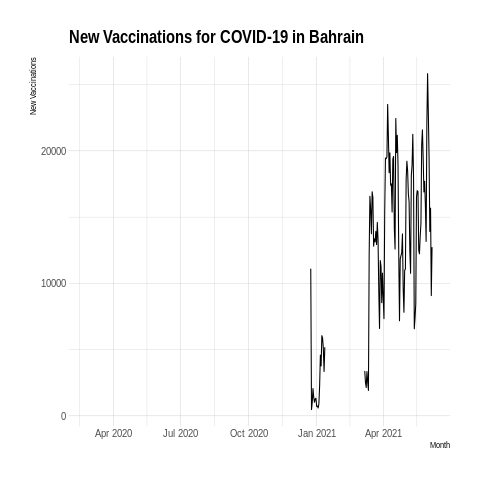 New Vaccinations for COVID-19 in Bahrain
New Vaccinations
20000
10000
0
Apr 2020 Jul 2020 Oct 2020 Jan 2021 Apr 2021
Month